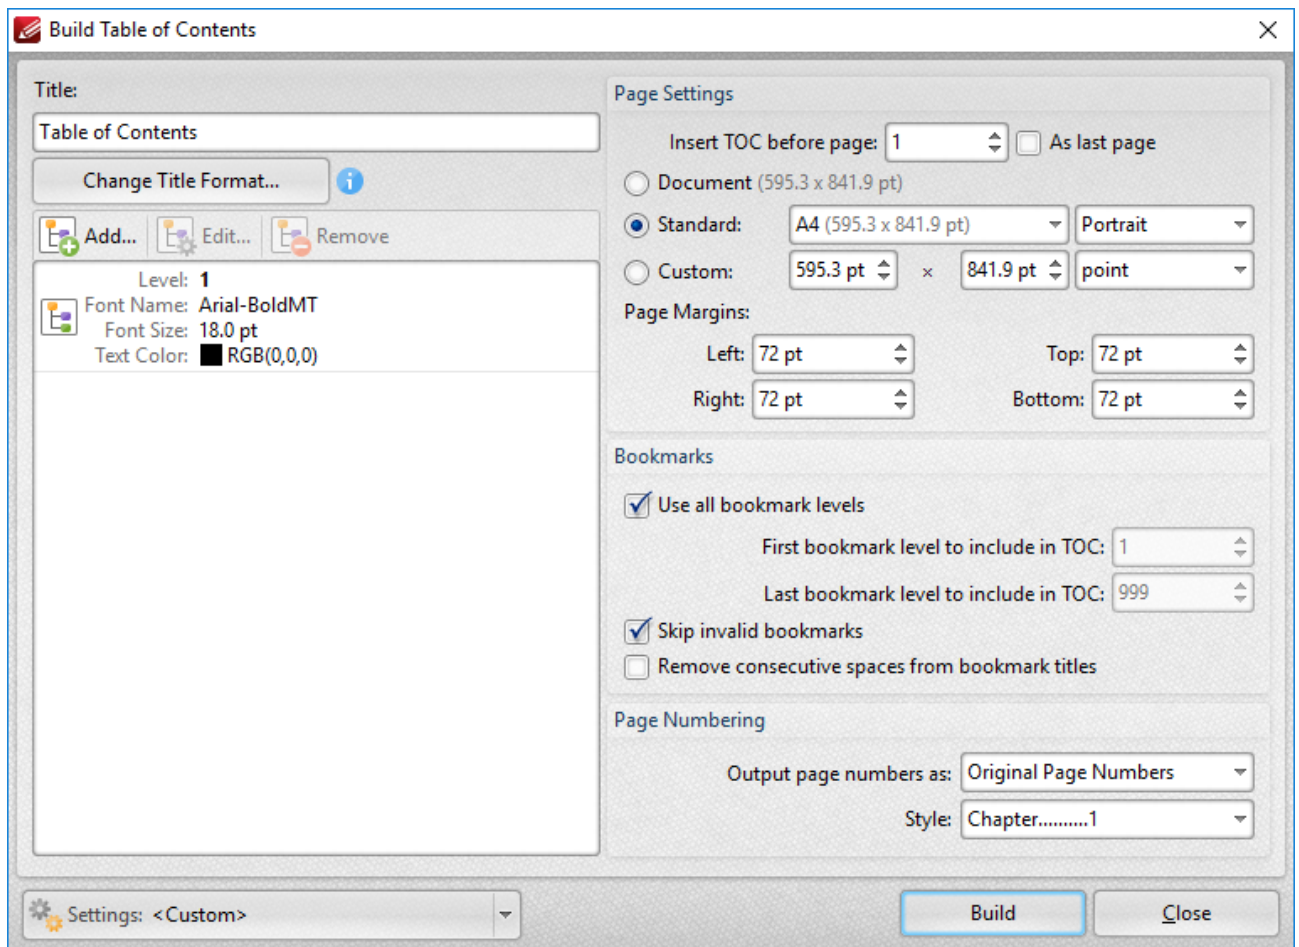 Build Table of Contents
Title:
Table of Contents
Change Title Format...
Add...
Edit...
Remove
Level: 1
Font Name: Arial-BoldMT
Font Size: 18.0 pt
Text Color: RGB(0,0,0)
Page Settings
Insert TOC before page: 1 As last page
Document (595.3 x 841.9 pt)
Standard: A4 (595.3 x 841.9 pt) Portrait
Custom: 595.3 pt × 841.9 pt point
Page Margins:
Left: 72 pt Top: 72 pt
Right: 72 pt Bottom: 72 pt
Bookmarks
Use all bookmark levels
First bookmark level to include in TOC: 1
Last bookmark level to include in TOC: 999
Skip invalid bookmarks
Remove consecutive spaces from bookmark titles
Page Numbering
Output page numbers as: Original Page Numbers
Style: Chapter..........1
Settings: <Custom>
Build
Close